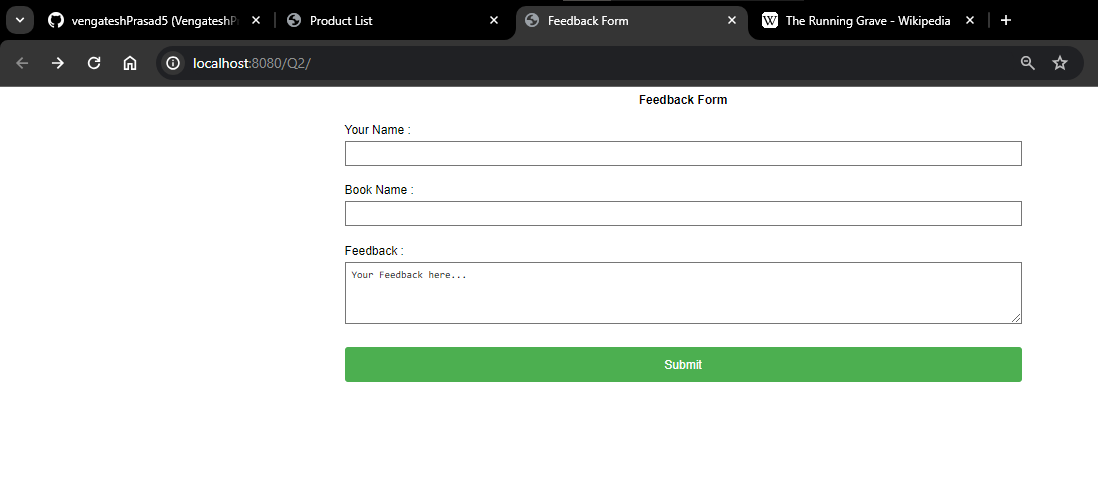 vengateshPrasad5 (VengateshP
Product List
Feedback Form
The Running Grave - Wikipedia
localhost:8080/Q2/
Feedback Form
Your Name :
Book Name :
Feedback :
Your Feedback here...
Submit